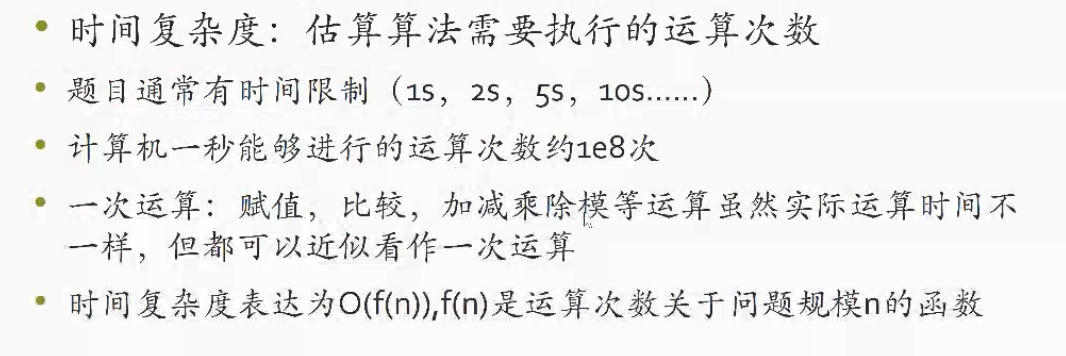 • 时间复杂度：估算算法需要执行的运算次数
• 题目通常有时间限制（1s，2s，5s，10s……）
• 计算机一秒能够进行的运算次数约1e8次
• 一次运算：赋值，比较，加减乘除模等运算虽然实际运算时间不
一样，但都可以近似看作一次运算
• 时间复杂度表达为O(f(n)),f(n)是运算次数关于问题规模n的函数